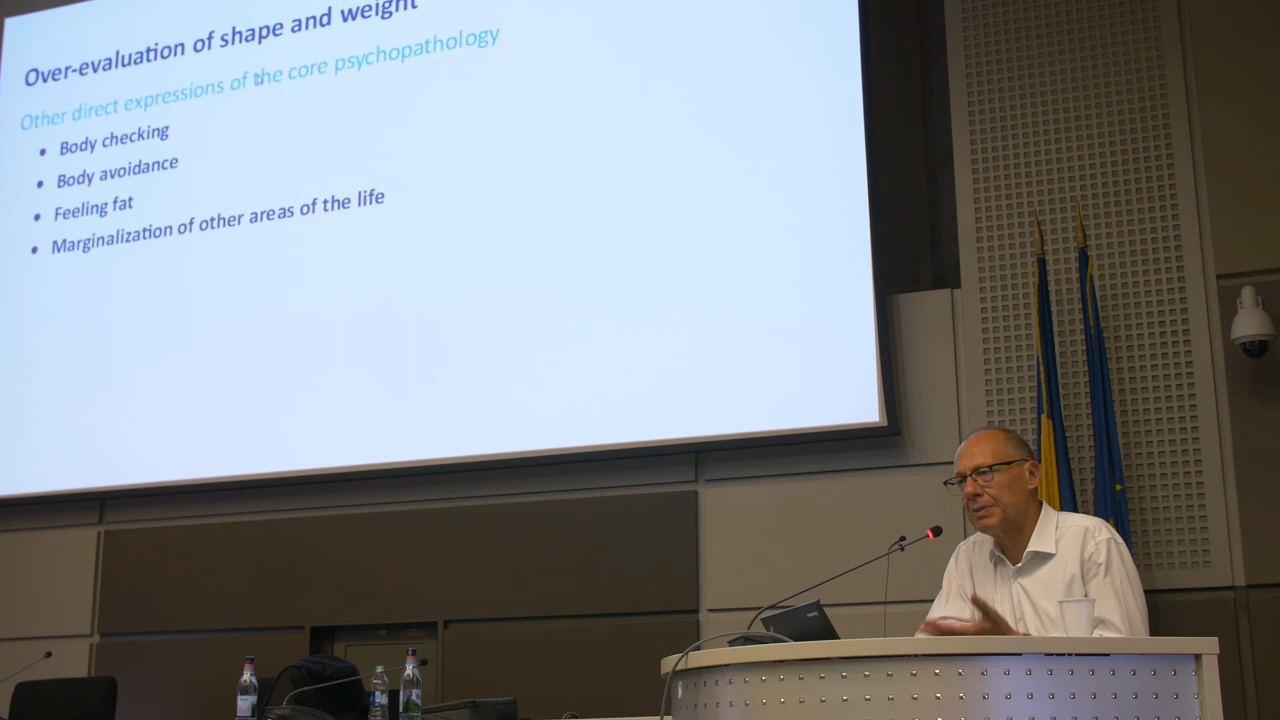 Over-evaluation of shape and weight
Other direct expressions of the core psychopathology
• Body checking
• Body avoidance
• Feeling fat
• Marginalization of other areas of the life